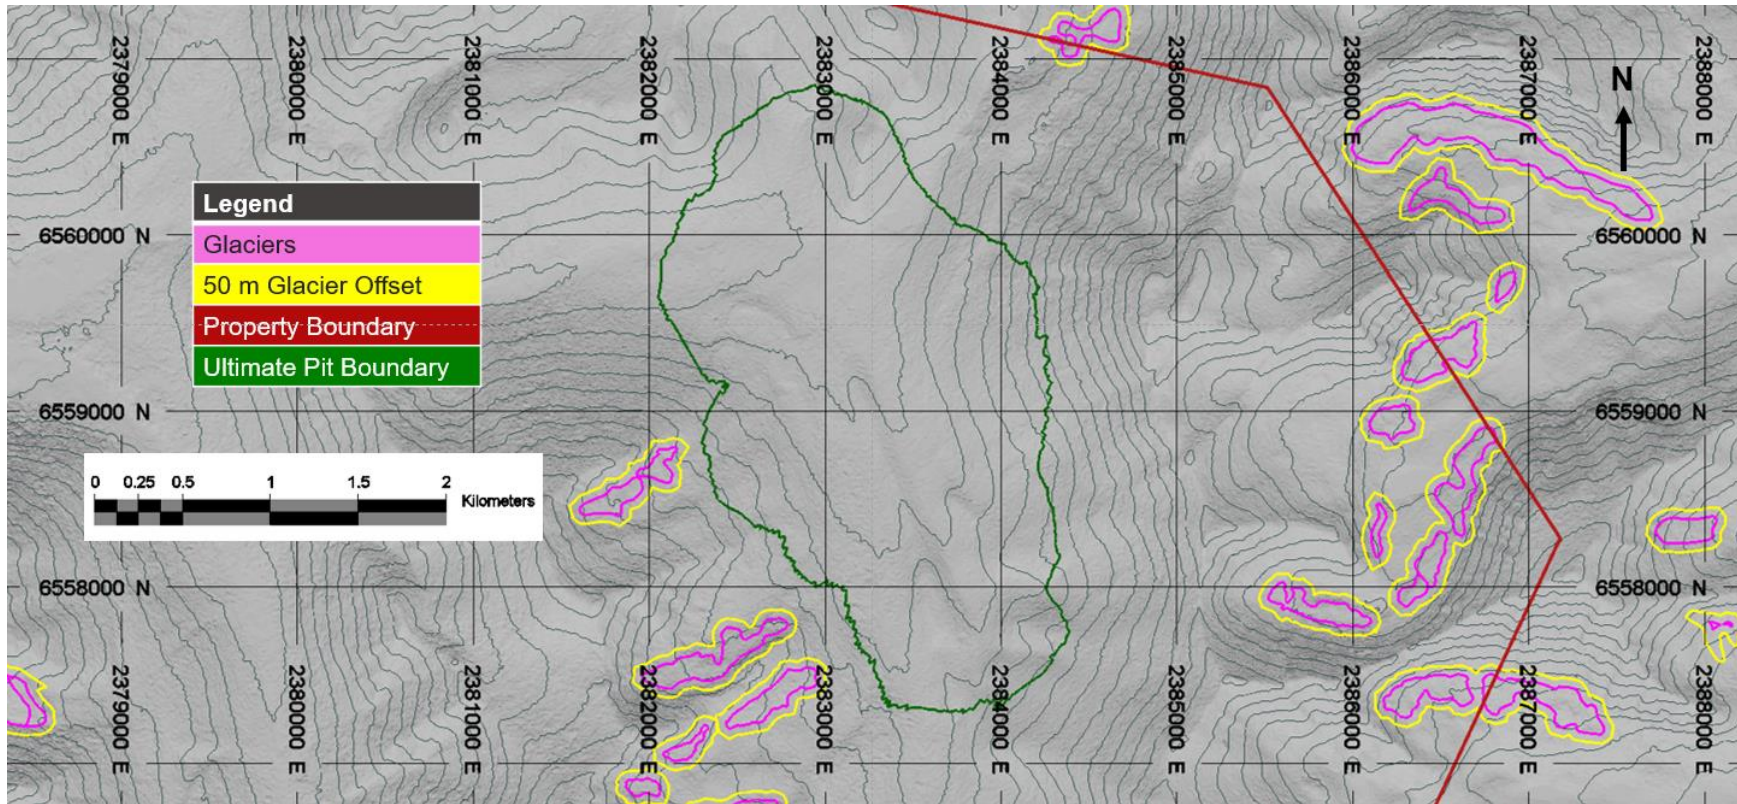 2379000 E
2380000 E
2381000 E
2382000 E
2383000 E
2384000 E
2385000 E
2386000 E
2387000 E
2388000 E
N
Legend
Glaciers
50 m Glacier Offset
Property Boundary
Ultimate Pit Boundary
6560000 N
6560000 N
6559000 N
6559000 N
0 0.25 0.5 1 1.5 2
Kilometers
6558000 N
6558000 N
2379000 E
2380000 E
2381000 E
2382000 E
2383000 E
2384000 E
2385000 E
2386000 E
2387000 E
2388000 E